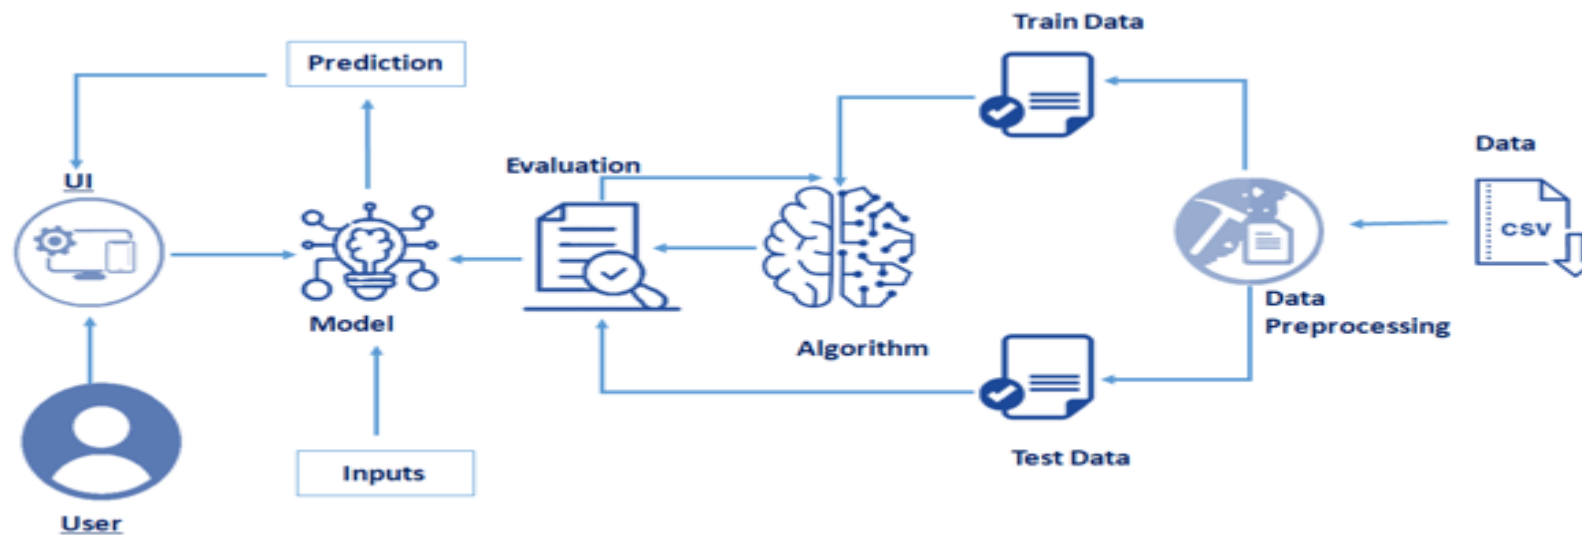 Train Data
Prediction
Data
Evaluation
UI
CSV
Data
Preprocessing
Model
Algorithm
Test Data
Inputs
User